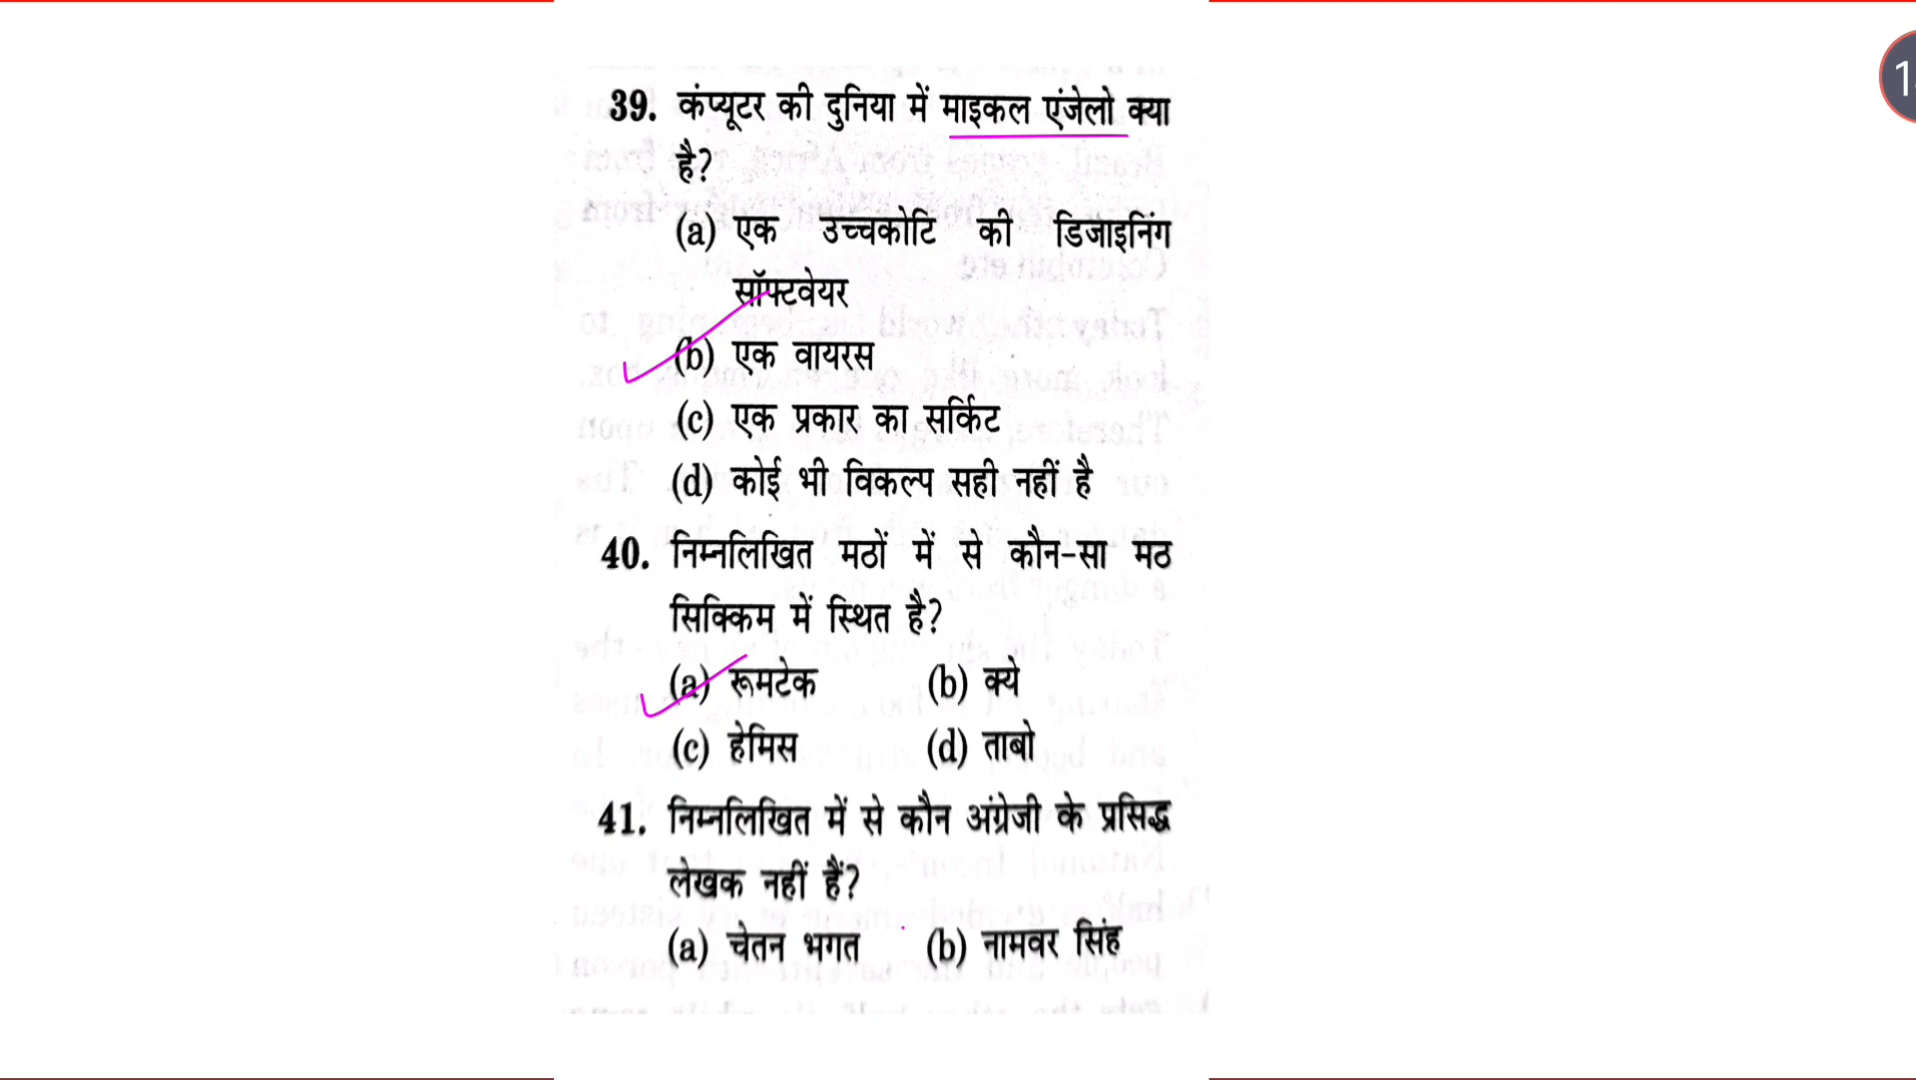 39. कंप्यूटर की दुनिया में माइकल एंजेलो क्या
है?
(a) एक उच्चकोटि की डिजाइनिंग
सॉफ्टवेयर
(b) एक वायरस
(c) एक प्रकार का सर्किट
(d) कोई भी विकल्प सही नहीं है
40. निम्नलिखित मठों में से कौन-सा मठ
सिक्किम में स्थित है?
(a) रूमटेक (b) क्ये
(c) हेमिस (d) ताबो
41. निम्नलिखित में से कौन अंग्रेजी के प्रसिद्ध
लेखक नहीं हैं?
(a) चेतन भगत (b) नामवर सिंह